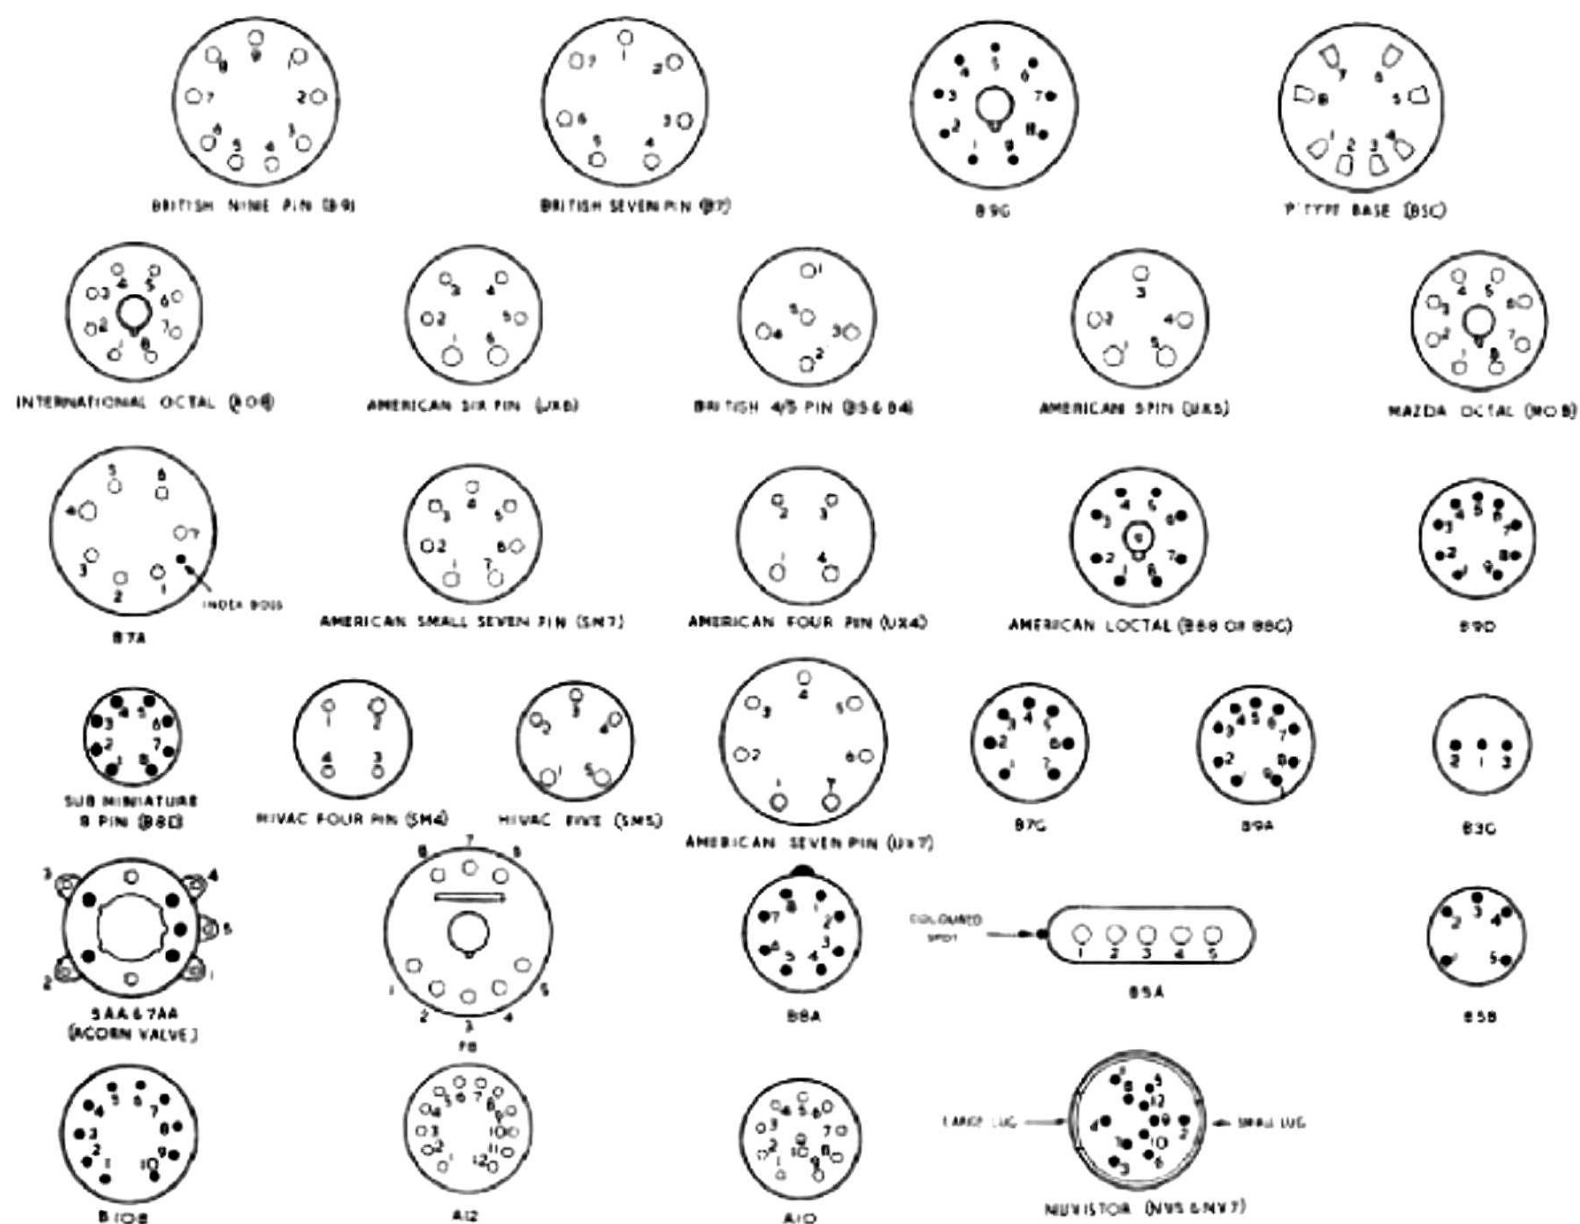 BRITISH NINE PIN (B9)
BRITISH SEVEN PIN (B7)
B9G
'P' TYPE BASE (B5C)
INTERNATIONAL OCTAL
AMERICAN SIX PIN (UX6)
BRITISH 4/5 PIN (B5 & B4)
AMERICAN 5PIN (UX5)
MAZDA OCTAL (MO8)
INDEX BOSS
B7A
AMERICAN SMALL SEVEN PIN (SM7)
AMERICAN FOUR PIN (UX4)
AMERICAN LOCTAL (B8B OR B8G)
B9D
SUB MINIATURE
8 PIN (B8D)
HIVAC FOUR PIN (SM4)
HIVAC FIVE (SM5)
AMERICAN SEVEN PIN (UX7)
B7G
B9A
B3G
5AA & 7AA
(ACORN VALVE)
F8
B8A
COLOURED
SPOT
B5A
B5B
B10B
A12
A10
LARGE LUG
SMALL LUG
NUVISTOR (NV5 & NV7)